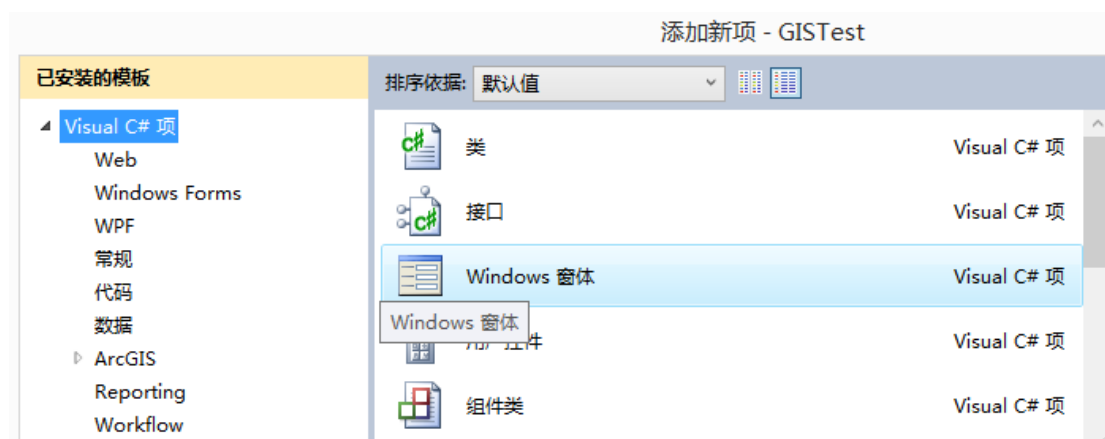 添加新项 - GISTest
已安装的模板
排序依据: 默认值
Visual C# 项
Web
Windows Forms
WPF
常规
代码
数据
ArcGIS
Reporting
Workflow
类 Visual C# 项
接口 Visual C# 项
Windows 窗体 Visual C# 项
Windows 窗体
Visual C# 项
组件类 Visual C# 项